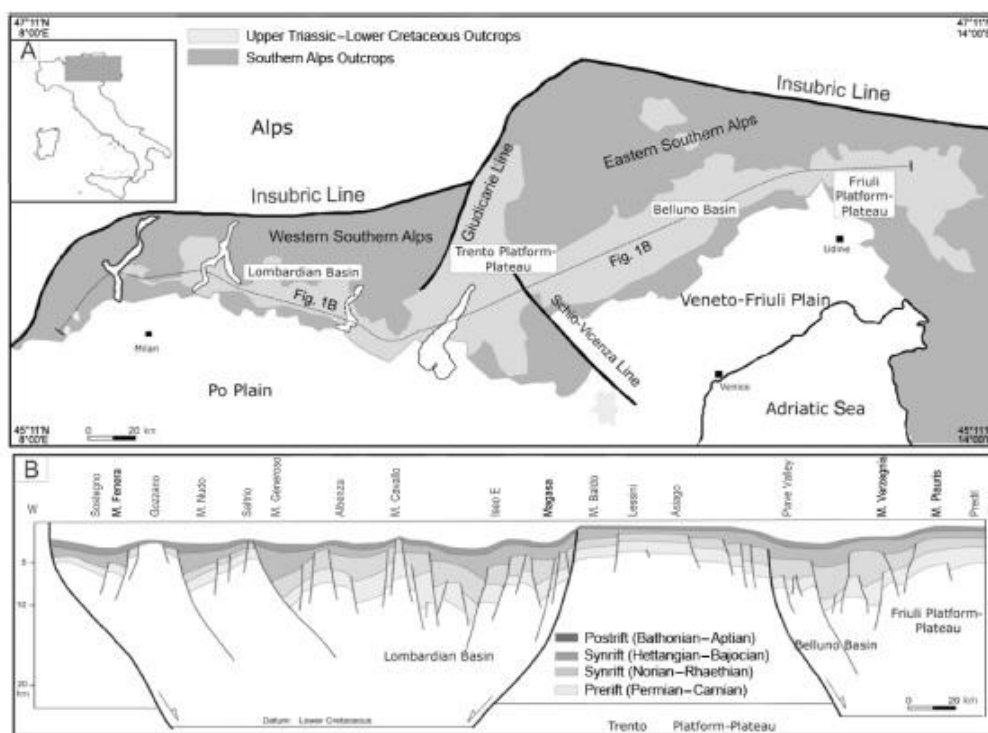 47°11'N
8°00'E
47°11'N
14°00'E
A
Upper Triassic–Lower Cretaceous Outcrops
Southern Alps Outcrops
Alps
Insubric Line
Insubric Line
Eastern Southern Alps
Giudicarie Line
Western Southern Alps
Lombardian Basin
Fig. 1B
Trento Platform-
Plateau
Fig. 1B
Belluno Basin
Friuli
Platform-
Plateau
Udine
Veneto-Friuli Plain
Schio-Vicenza Line
Milan
Po Plain
Venice
Adriatic Sea
45°11'N
8°00'E
0 20 km
45°11'N
14°00'E
B
W
Sostegno
M. Fenera
Gozzano
M. Nudo
M. Generoso
Albenza
M. Cavallo
Iseo E
Magasa
M. Baldo
Lessini
Asiago
Piave Valley
M. Verzegnis
M. Plauris
Predil
5
10
20
km
Lombardian Basin
Postrift (Bathonian–Aptian)
Synrift (Hettangian–Bajocian)
Synrift (Norian–Rhaethian)
Prerift (Permian–Carnian)
Belluno Basin
Friuli Platform-
Plateau
0 20 km
Datum: Lower Cretaceous
Trento Platform-Plateau